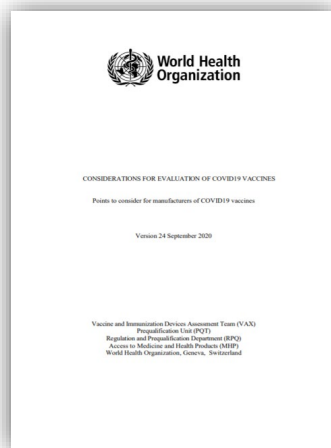 World Health
Organization
CONSIDERATIONS FOR EVALUATION OF COVID19 VACCINES
Points to consider for manufacturers of COVID19 vaccines
Version 24 September 2020
Vaccine and Immunization Devices Assessment Team (VAX)
Prequalification Unit (PQT)
Regulation and Prequalification Department (RPQ)
Access to Medicine and Health Products (MHP)
World Health Organization, Geneva, Switzerland